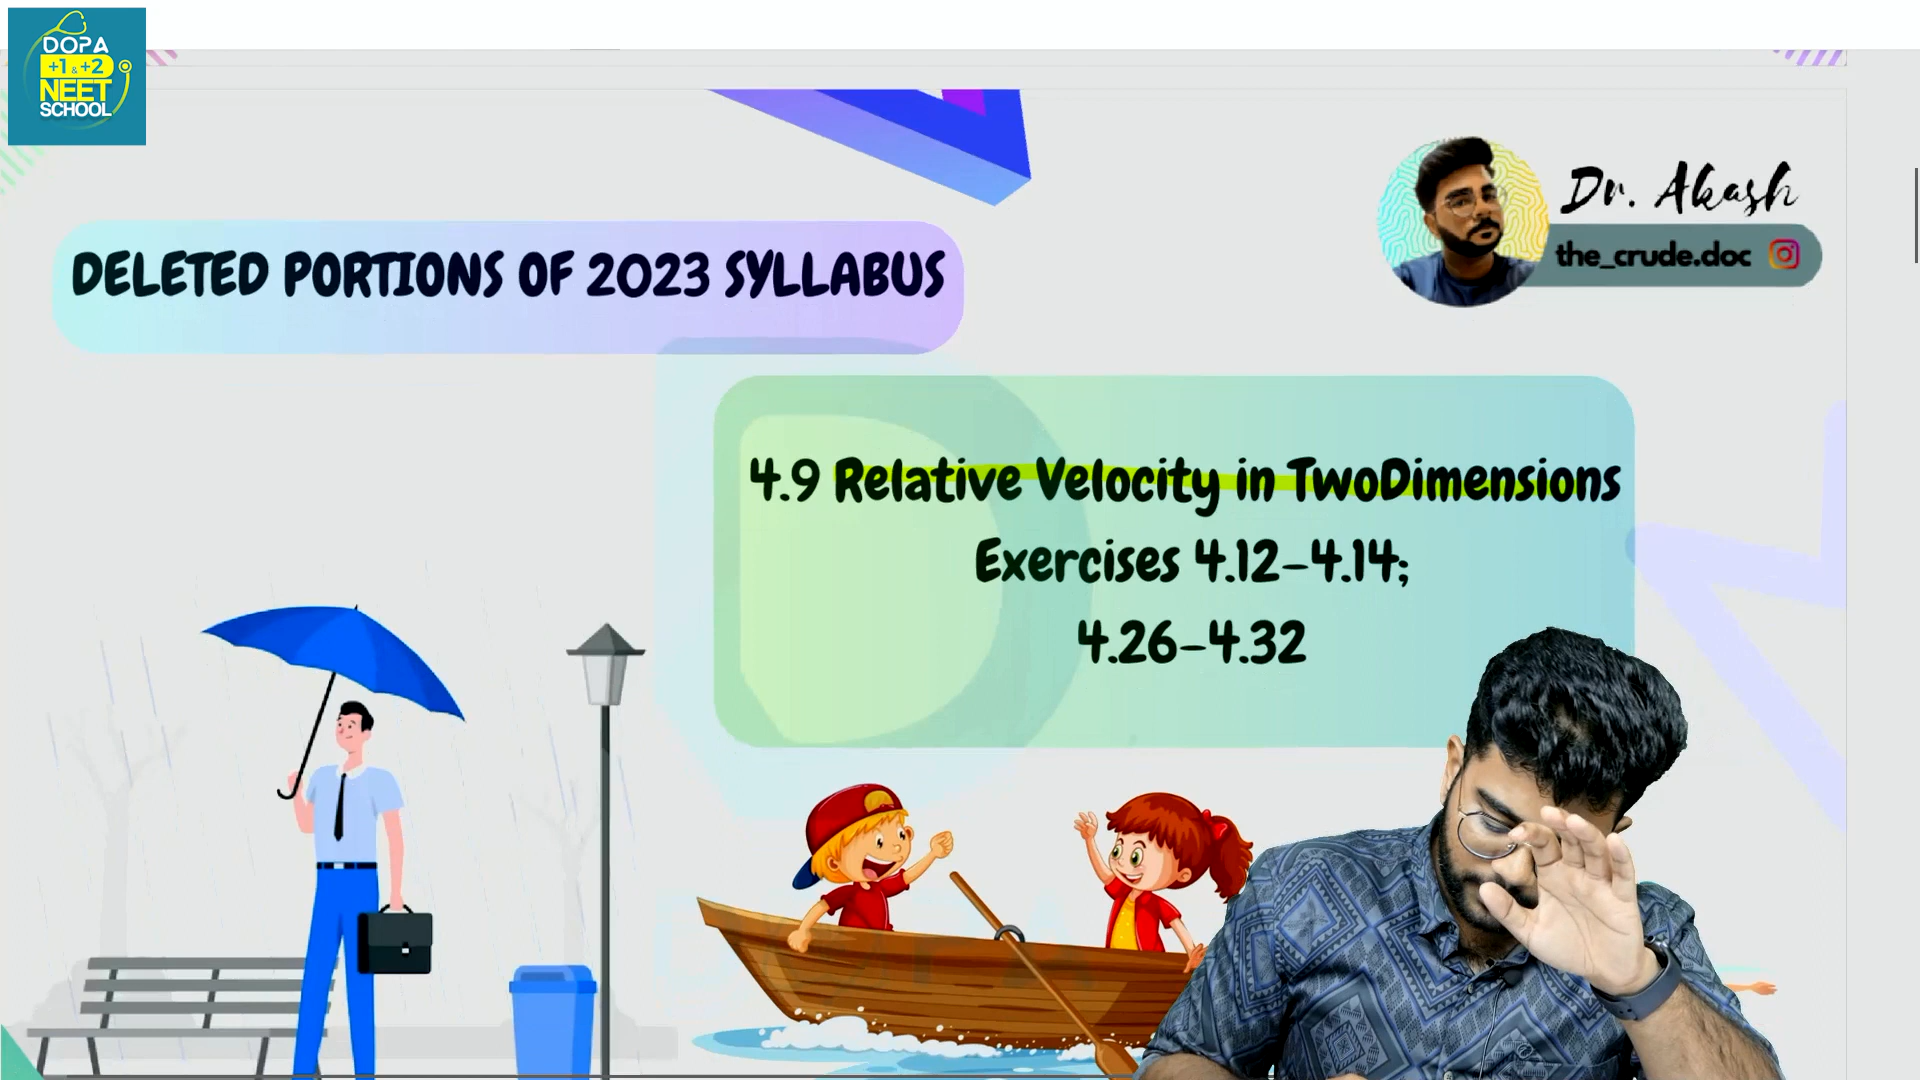 DOPA
+1 & +2
NEET
SCHOOL
Dr. Akash
the_crude.doc
DELETED PORTIONS OF 2023 SYLLABUS
4.9 Relative Velocity in TwoDimensions
Exercises 4.12-4.14;
4.26-4.32